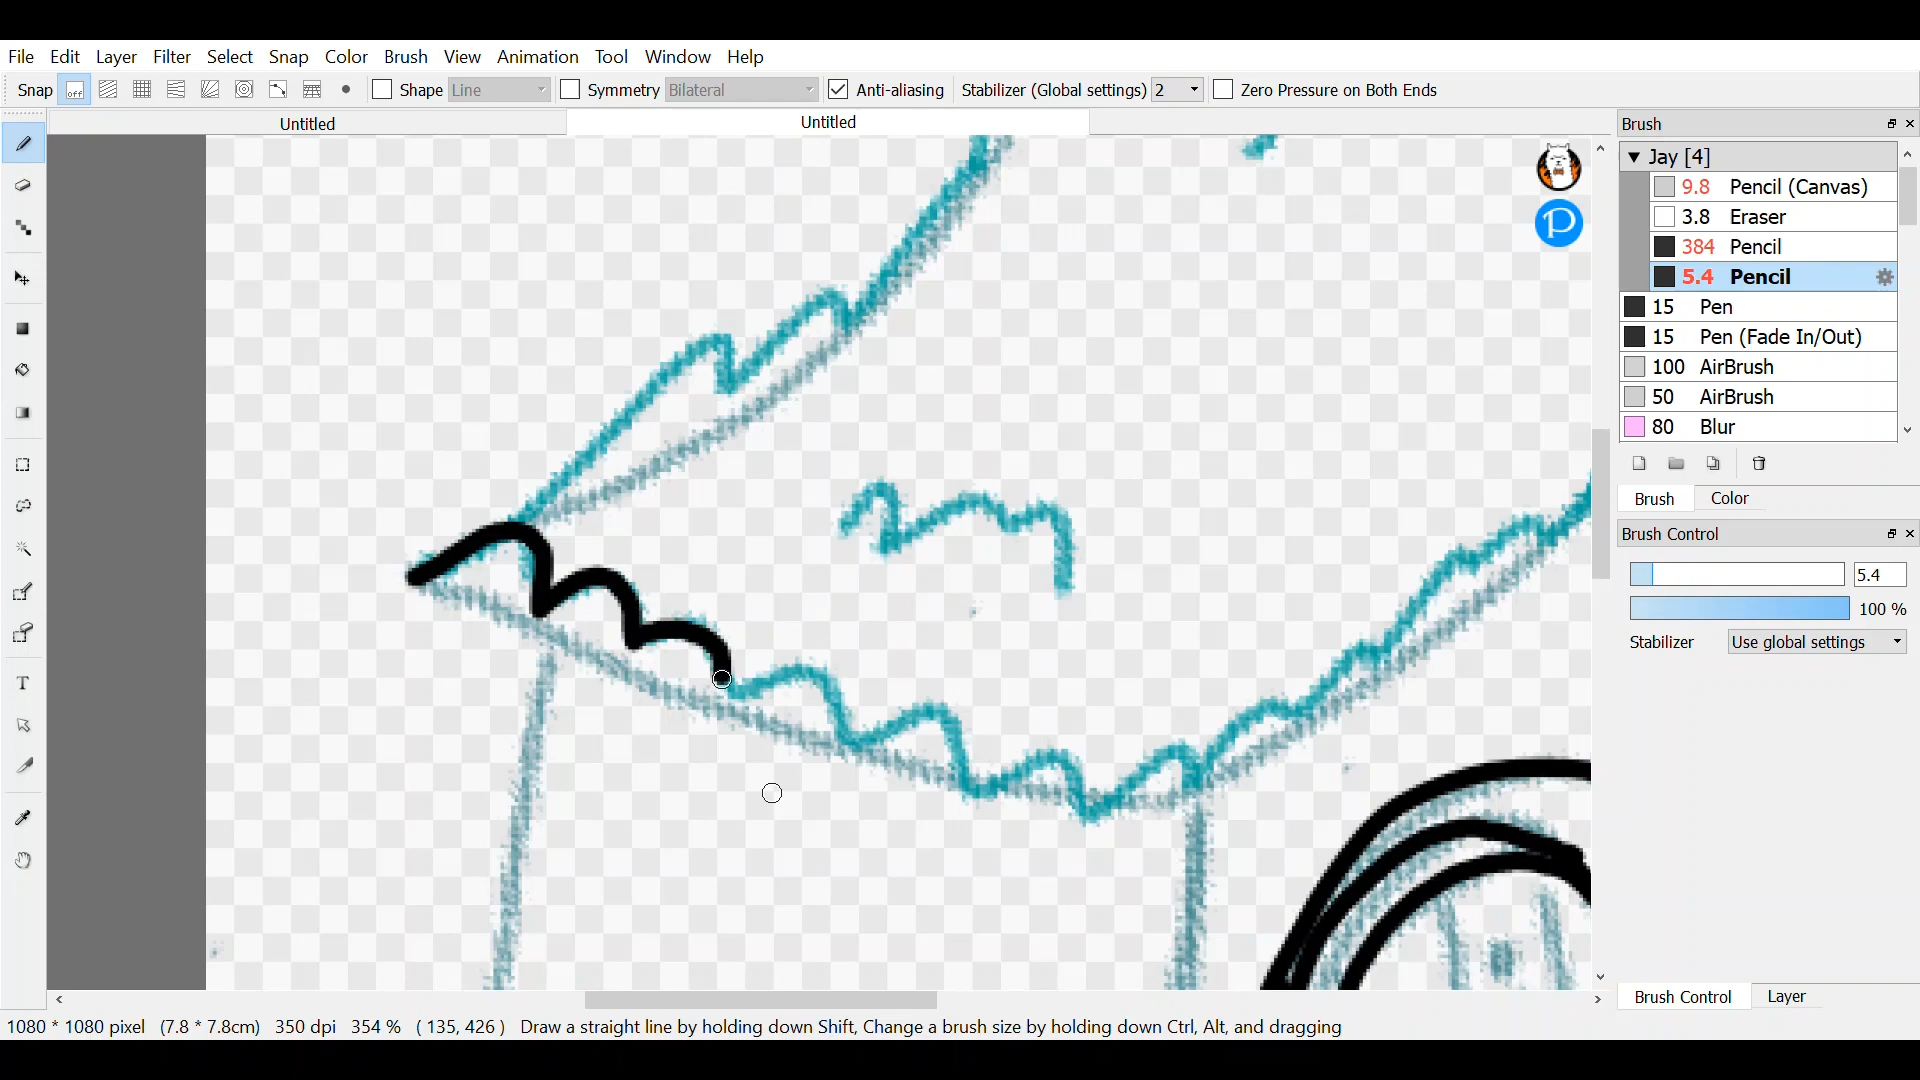 File Edit Layer Filter Select Snap Color Brush View Animation Tool Window Help
Snap off Shape Line Symmetry Bilateral Anti-aliasing Stabilizer (Global settings) 2 Zero Pressure on Both Ends
Untitled Untitled
Brush
Jay [4]
9.8 Pencil (Canvas)
3.8 Eraser
384 Pencil
5.4 Pencil
15 Pen
15 Pen (Fade In/Out)
100 AirBrush
50 AirBrush
80 Blur
Brush Color
Brush Control
5.4
100 %
Stabilizer Use global settings
Brush Control Layer
1080 * 1080 pixel (7.8 * 7.8cm) 350 dpi 354 % ( 135, 426 ) Draw a straight line by holding down Shift, Change a brush size by holding down Ctrl, Alt, and dragging